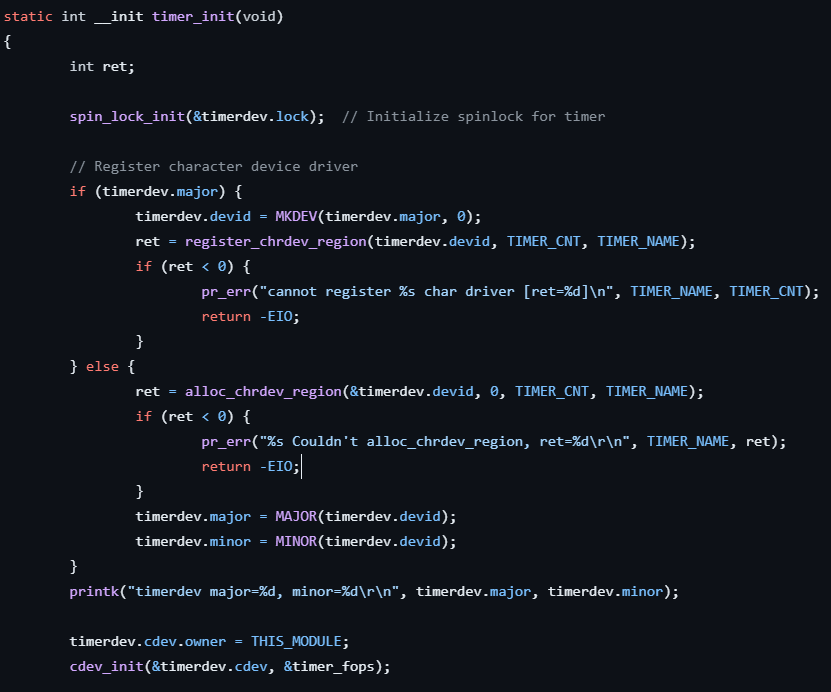 static int __init timer_init(void)
{
        int ret;

        spin_lock_init(&timerdev.lock);  // Initialize spinlock for timer

        // Register character device driver
        if (timerdev.major) {
                timerdev.devid = MKDEV(timerdev.major, 0);
                ret = register_chrdev_region(timerdev.devid, TIMER_CNT, TIMER_NAME);
                if (ret < 0) {
                        pr_err("cannot register %s char driver [ret=%d]\n", TIMER_NAME, TIMER_CNT);
                        return -EIO;
                }
        } else {
                ret = alloc_chrdev_region(&timerdev.devid, 0, TIMER_CNT, TIMER_NAME);
                if (ret < 0) {
                        pr_err("%s Couldn't alloc_chrdev_region, ret=%d\r\n", TIMER_NAME, ret);
                        return -EIO;
                }
                timerdev.major = MAJOR(timerdev.devid);
                timerdev.minor = MINOR(timerdev.devid);
        }
        printk("timerdev major=%d, minor=%d\r\n", timerdev.major, timerdev.minor);

        timerdev.cdev.owner = THIS_MODULE;
        cdev_init(&timerdev.cdev, &timer_fops);